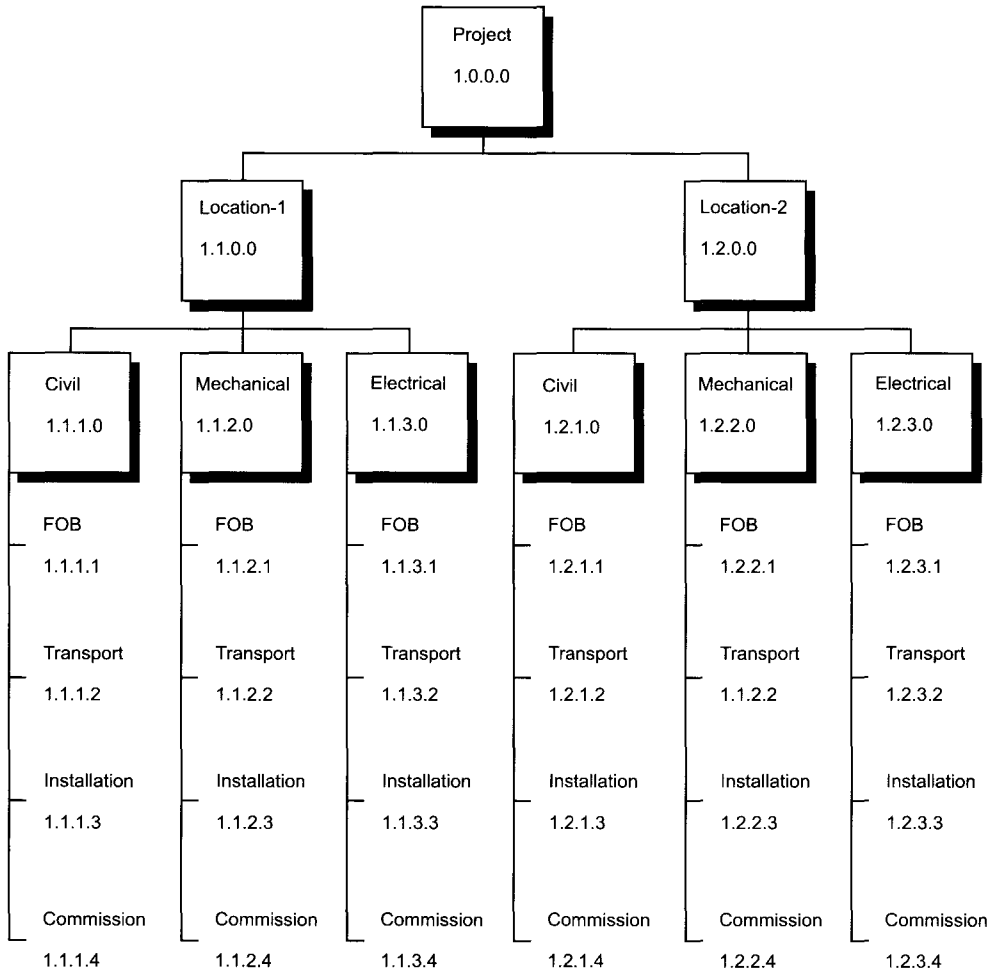 Project
1.0.0.0
Location-1
1.1.0.0
Location-2
1.2.0.0
Civil
1.1.1.0
Mechanical
1.1.2.0
Electrical
1.1.3.0
Civil
1.2.1.0
Mechanical
1.2.2.0
Electrical
1.2.3.0
FOB
1.1.1.1
Transport
1.1.1.2
Installation
1.1.1.3
Commission
1.1.1.4
FOB
1.1.2.1
Transport
1.1.2.2
Installation
1.1.2.3
Commission
1.1.2.4
FOB
1.1.3.1
Transport
1.1.3.2
Installation
1.1.3.3
Commission
1.1.3.4
FOB
1.2.1.1
Transport
1.2.1.2
Installation
1.2.1.3
Commission
1.2.1.4
FOB
1.2.2.1
Transport
1.1.2.2
Installation
1.2.2.3
Commission
1.2.2.4
FOB
1.2.3.1
Transport
1.2.3.2
Installation
1.2.3.3
Commission
1.2.3.4